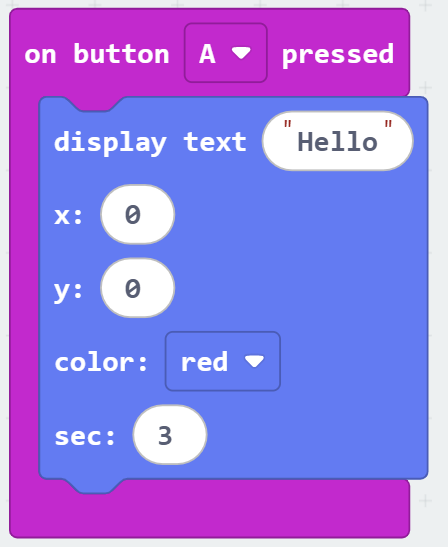 on button A pressed
display text "Hello"
x: 0
y: 0
color: red
sec: 3